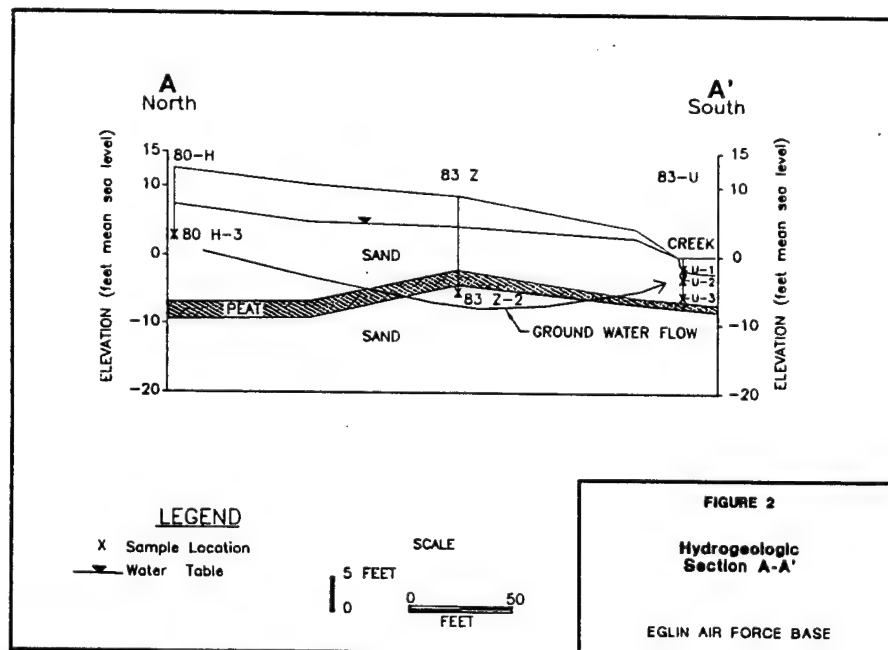 A
North
A'
South
ELEVATION (feet mean sea level)
15
10
0
-10
-20
80-H
80 H-3
83 Z
83-U
SAND
CREEK
U-1
U-2
U-3
PEAT
83 Z-2
GROUND WATER FLOW
SAND
15
10
0
-10
-20
ELEVATION (feet mean sea level)
LEGEND
X Sample Location
Water Table
SCALE
5 FEET
0
0 50
FEET
FIGURE 2
Hydrogeologic
Section A-A'
EGLIN AIR FORCE BASE